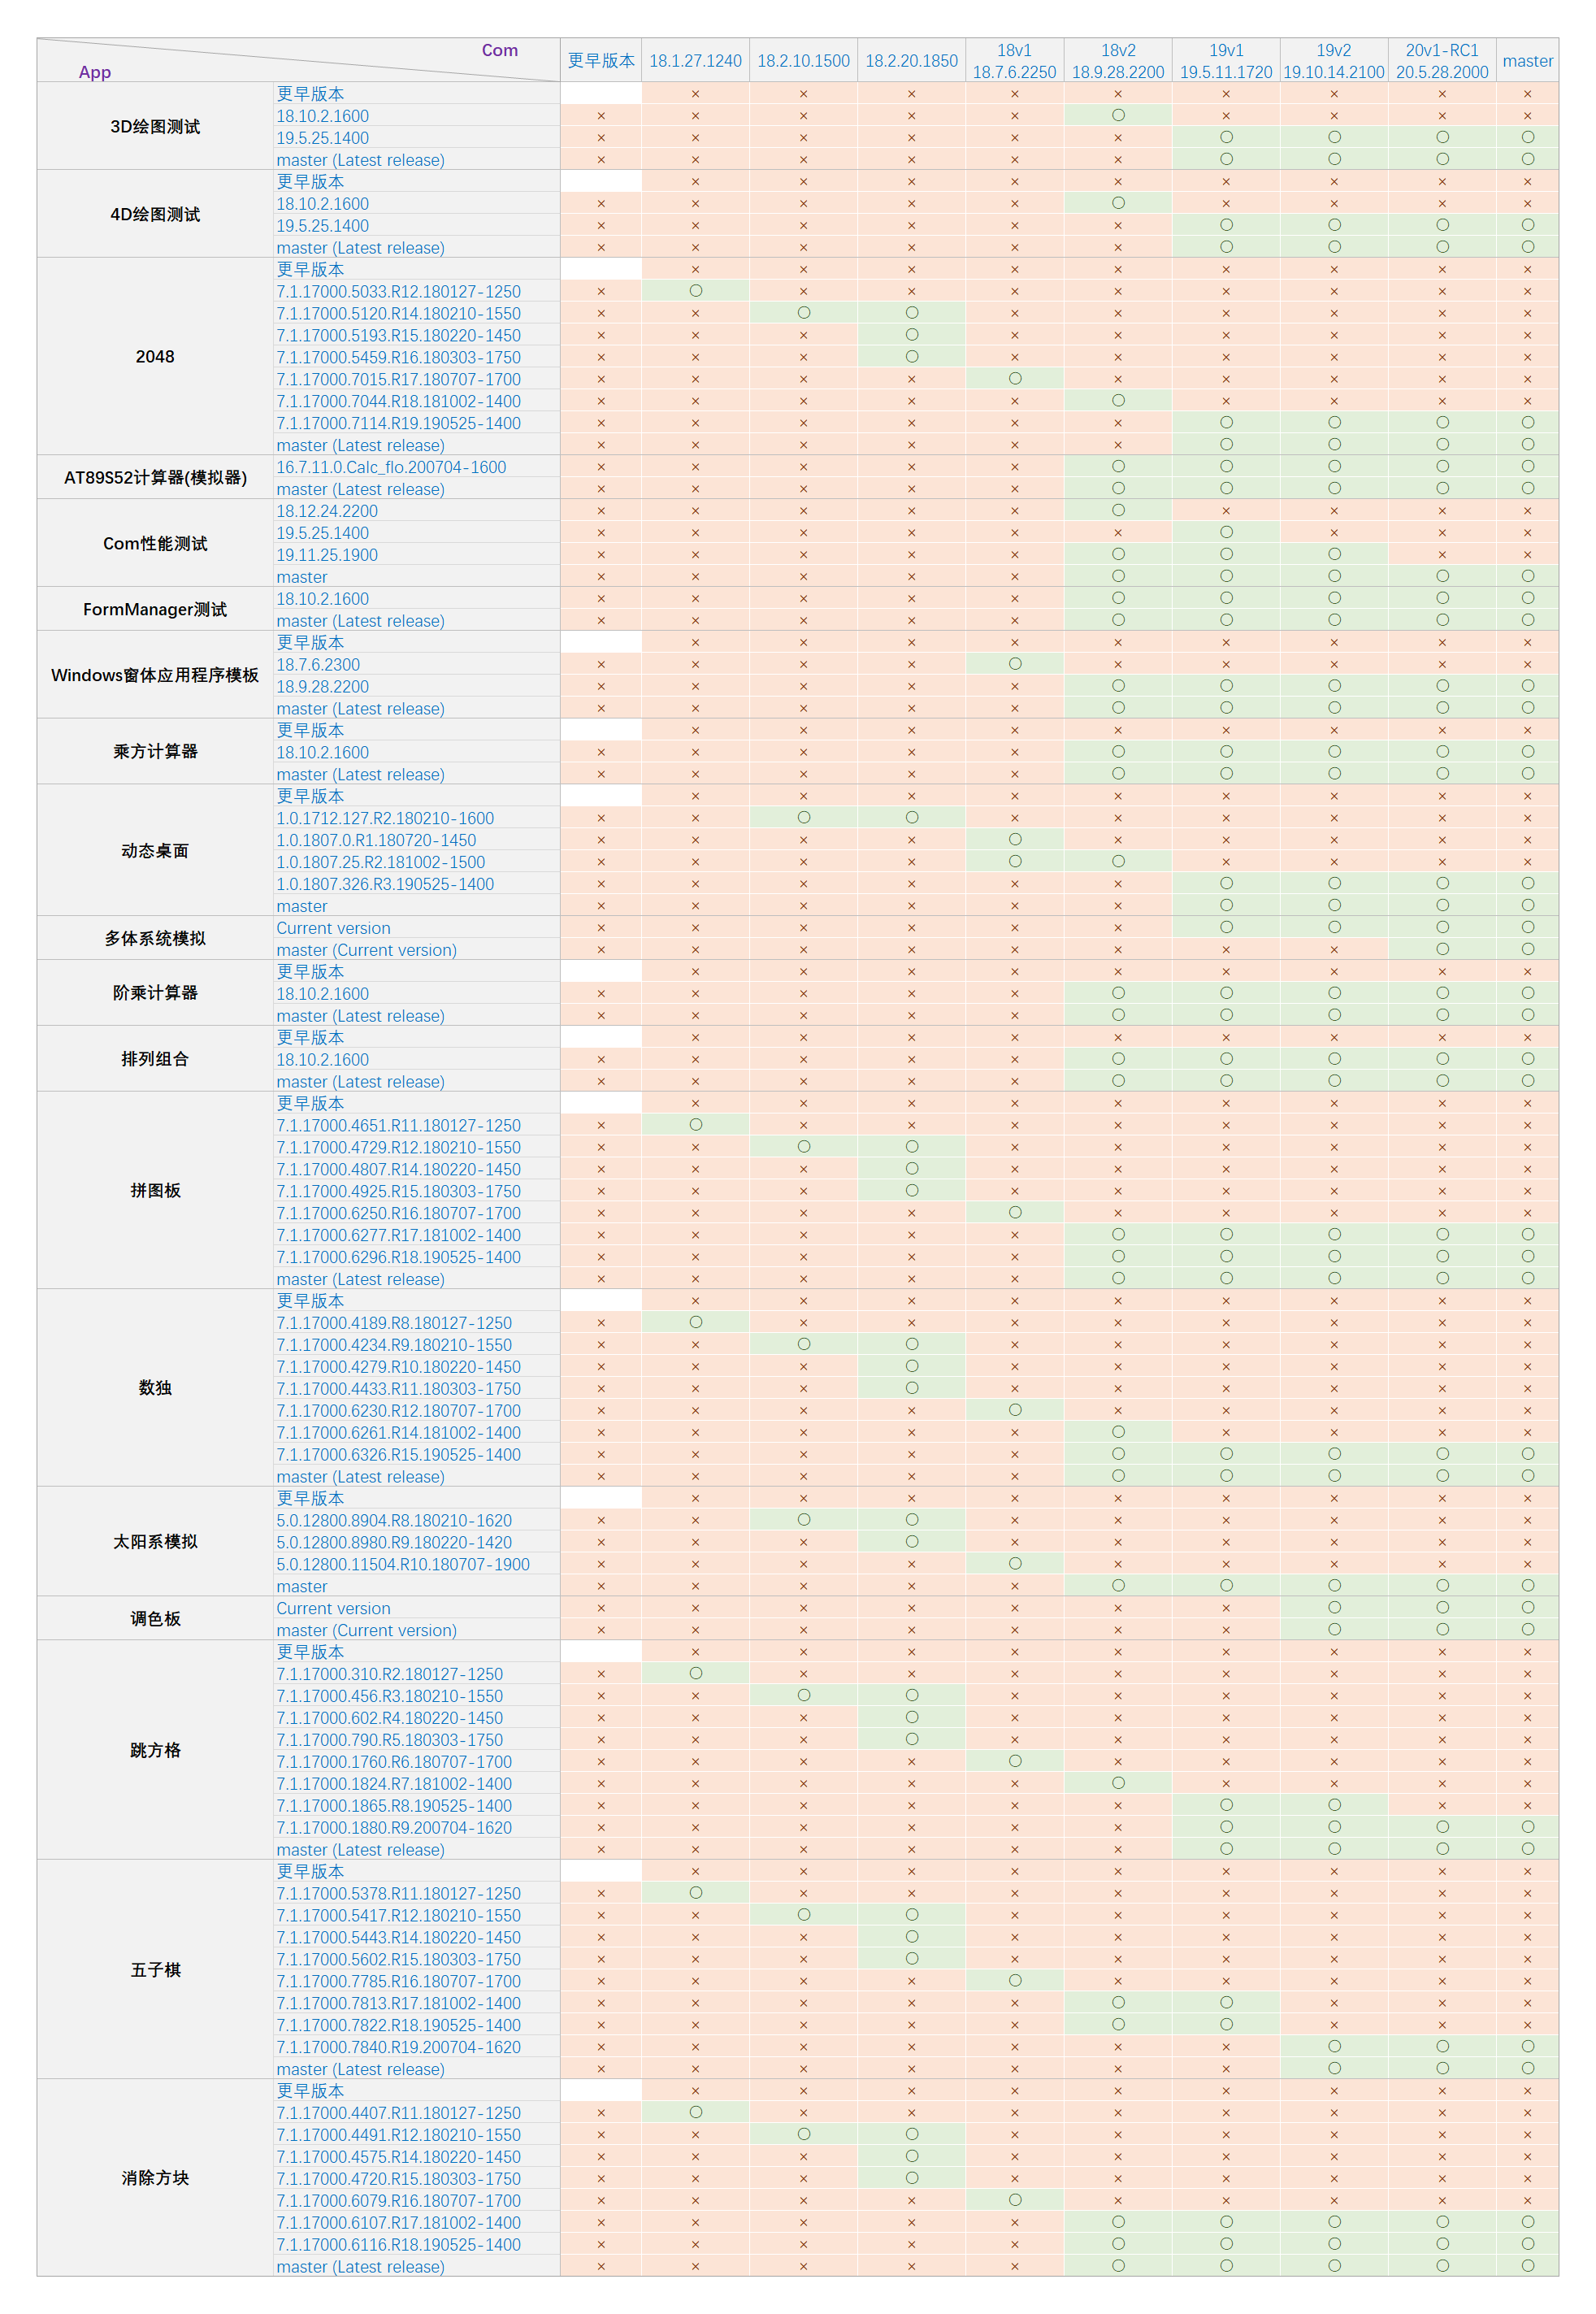 Com
App
更早版本 18.1.27.1240 18.2.10.1500 18.2.20.1850 18v1 18.7.6.2250 18v2 18.9.28.2200 19v1 19.5.11.1720 19v2 19.10.14.2100 20v1-RC1 20.5.28.2000 master
3D绘图测试
更早版本 × × × × × × × × ×
18.10.2.1600 × × × × × ○ × × × ×
19.5.25.1400 × × × × × × ○ ○ ○ ○
master (Latest release) × × × × × × ○ ○ ○ ○
4D绘图测试
更早版本 × × × × × × × × ×
18.10.2.1600 × × × × × ○ × × × ×
19.5.25.1400 × × × × × × ○ ○ ○ ○
master (Latest release) × × × × × × ○ ○ ○ ○
2048
更早版本 × × × × × × × × ×
7.1.17000.5033.R12.180127-1250 × ○ × × × × × × × ×
7.1.17000.5120.R14.180210-1550 × × ○ ○ × × × × × ×
7.1.17000.5193.R15.180220-1450 × × × ○ × × × × × ×
7.1.17000.5459.R16.180303-1750 × × × ○ × × × × × ×
7.1.17000.7015.R17.180707-1700 × × × × ○ × × × × ×
7.1.17000.7044.R18.181002-1400 × × × × × ○ × × × ×
7.1.17000.7114.R19.190525-1400 × × × × × × ○ ○ ○ ○
master (Latest release) × × × × × × ○ ○ ○ ○
AT89S52计算器(模拟器)
16.7.11.0.Calc_flo.200704-1600 × × × × × ○ ○ ○ ○ ○
master (Latest release) × × × × × ○ ○ ○ ○ ○
Com性能测试
18.12.24.2200 × × × × × ○ × × × ×
19.5.25.1400 × × × × × × ○ × × ×
19.11.25.1900 × × × × × ○ ○ ○ × ×
master × × × × × ○ ○ ○ ○ ○
FormManager测试
18.10.2.1600 × × × × × ○ ○ ○ ○ ○
master (Latest release) × × × × × ○ ○ ○ ○ ○
Windows窗体应用程序模板
更早版本 × × × × × × × × ×
18.7.6.2300 × × × × ○ × × × × ×
18.9.28.2200 × × × × × ○ ○ ○ ○ ○
master (Latest release) × × × × × ○ ○ ○ ○ ○
乘方计算器
更早版本 × × × × × × × × ×
18.10.2.1600 × × × × × ○ ○ ○ ○ ○
master (Latest release) × × × × × ○ ○ ○ ○ ○
动态桌面
更早版本 × × × × × × × × ×
1.0.1712.127.R2.180210-1600 × × ○ ○ × × × × × ×
1.0.1807.0.R1.180720-1450 × × × × ○ × × × × ×
1.0.1807.25.R2.181002-1500 × × × × ○ ○ × × × ×
1.0.1807.326.R3.190525-1400 × × × × × × ○ ○ ○ ○
master × × × × × × ○ ○ ○ ○
多体系统模拟
Current version × × × × × × ○ ○ ○ ○
master (Current version) × × × × × × × × ○ ○
阶乘计算器
更早版本 × × × × × × × × ×
18.10.2.1600 × × × × × ○ ○ ○ ○ ○
master (Latest release) × × × × × ○ ○ ○ ○ ○
排列组合
更早版本 × × × × × × × × ×
18.10.2.1600 × × × × × ○ ○ ○ ○ ○
master (Latest release) × × × × × ○ ○ ○ ○ ○
拼图板
更早版本 × × × × × × × × ×
7.1.17000.4651.R11.180127-1250 × ○ × × × × × × × ×
7.1.17000.4729.R12.180210-1550 × × ○ ○ × × × × × ×
7.1.17000.4807.R14.180220-1450 × × × ○ × × × × × ×
7.1.17000.4925.R15.180303-1750 × × × ○ × × × × × ×
7.1.17000.6250.R16.180707-1700 × × × × ○ × × × × ×
7.1.17000.6277.R17.181002-1400 × × × × × ○ ○ ○ ○ ○
7.1.17000.6296.R18.190525-1400 × × × × × ○ ○ ○ ○ ○
master (Latest release) × × × × × ○ ○ ○ ○ ○
数独
更早版本 × × × × × × × × ×
7.1.17000.4189.R8.180127-1250 × ○ × × × × × × × ×
7.1.17000.4234.R9.180210-1550 × × ○ ○ × × × × × ×
7.1.17000.4279.R10.180220-1450 × × × ○ × × × × × ×
7.1.17000.4433.R11.180303-1750 × × × ○ × × × × × ×
7.1.17000.6230.R12.180707-1700 × × × × ○ × × × × ×
7.1.17000.6261.R14.181002-1400 × × × × × ○ × × × ×
7.1.17000.6326.R15.190525-1400 × × × × × ○ ○ ○ ○ ○
master (Latest release) × × × × × ○ ○ ○ ○ ○
太阳系模拟
更早版本 × × × × × × × × ×
5.0.12800.8904.R8.180210-1620 × × ○ ○ × × × × × ×
5.0.12800.8980.R9.180220-1420 × × × ○ × × × × × ×
5.0.12800.11504.R10.180707-1900 × × × × ○ × × × × ×
master × × × × × ○ ○ ○ ○ ○
调色板
Current version × × × × × × × ○ ○ ○
master (Current version) × × × × × × × ○ ○ ○
跳方格
更早版本 × × × × × × × × ×
7.1.17000.310.R2.180127-1250 × ○ × × × × × × × ×
7.1.17000.456.R3.180210-1550 × × ○ ○ × × × × × ×
7.1.17000.602.R4.180220-1450 × × × ○ × × × × × ×
7.1.17000.790.R5.180303-1750 × × × ○ × × × × × ×
7.1.17000.1760.R6.180707-1700 × × × × ○ × × × × ×
7.1.17000.1824.R7.181002-1400 × × × × × ○ × × × ×
7.1.17000.1865.R8.190525-1400 × × × × × × ○ ○ × ×
7.1.17000.1880.R9.200704-1620 × × × × × × ○ ○ ○ ○
master (Latest release) × × × × × × ○ ○ ○ ○
五子棋
更早版本 × × × × × × × × ×
7.1.17000.5378.R11.180127-1250 × ○ × × × × × × × ×
7.1.17000.5417.R12.180210-1550 × × ○ ○ × × × × × ×
7.1.17000.5443.R14.180220-1450 × × × ○ × × × × × ×
7.1.17000.5602.R15.180303-1750 × × × ○ × × × × × ×
7.1.17000.7785.R16.180707-1700 × × × × ○ × × × × ×
7.1.17000.7813.R17.181002-1400 × × × × × ○ ○ × × ×
7.1.17000.7822.R18.190525-1400 × × × × × ○ ○ × × ×
7.1.17000.7840.R19.200704-1620 × × × × × × × ○ ○ ○
master (Latest release) × × × × × × × ○ ○ ○
消除方块
更早版本 × × × × × × × × ×
7.1.17000.4407.R11.180127-1250 × ○ × × × × × × × ×
7.1.17000.4491.R12.180210-1550 × × ○ ○ × × × × × ×
7.1.17000.4575.R14.180220-1450 × × × ○ × × × × × ×
7.1.17000.4720.R15.180303-1750 × × × ○ × × × × × ×
7.1.17000.6079.R16.180707-1700 × × × × ○ × × × × ×
7.1.17000.6107.R17.181002-1400 × × × × × ○ ○ ○ ○ ○
7.1.17000.6116.R18.190525-1400 × × × × × ○ ○ ○ ○ ○
master (Latest release) × × × × × ○ ○ ○ ○ ○